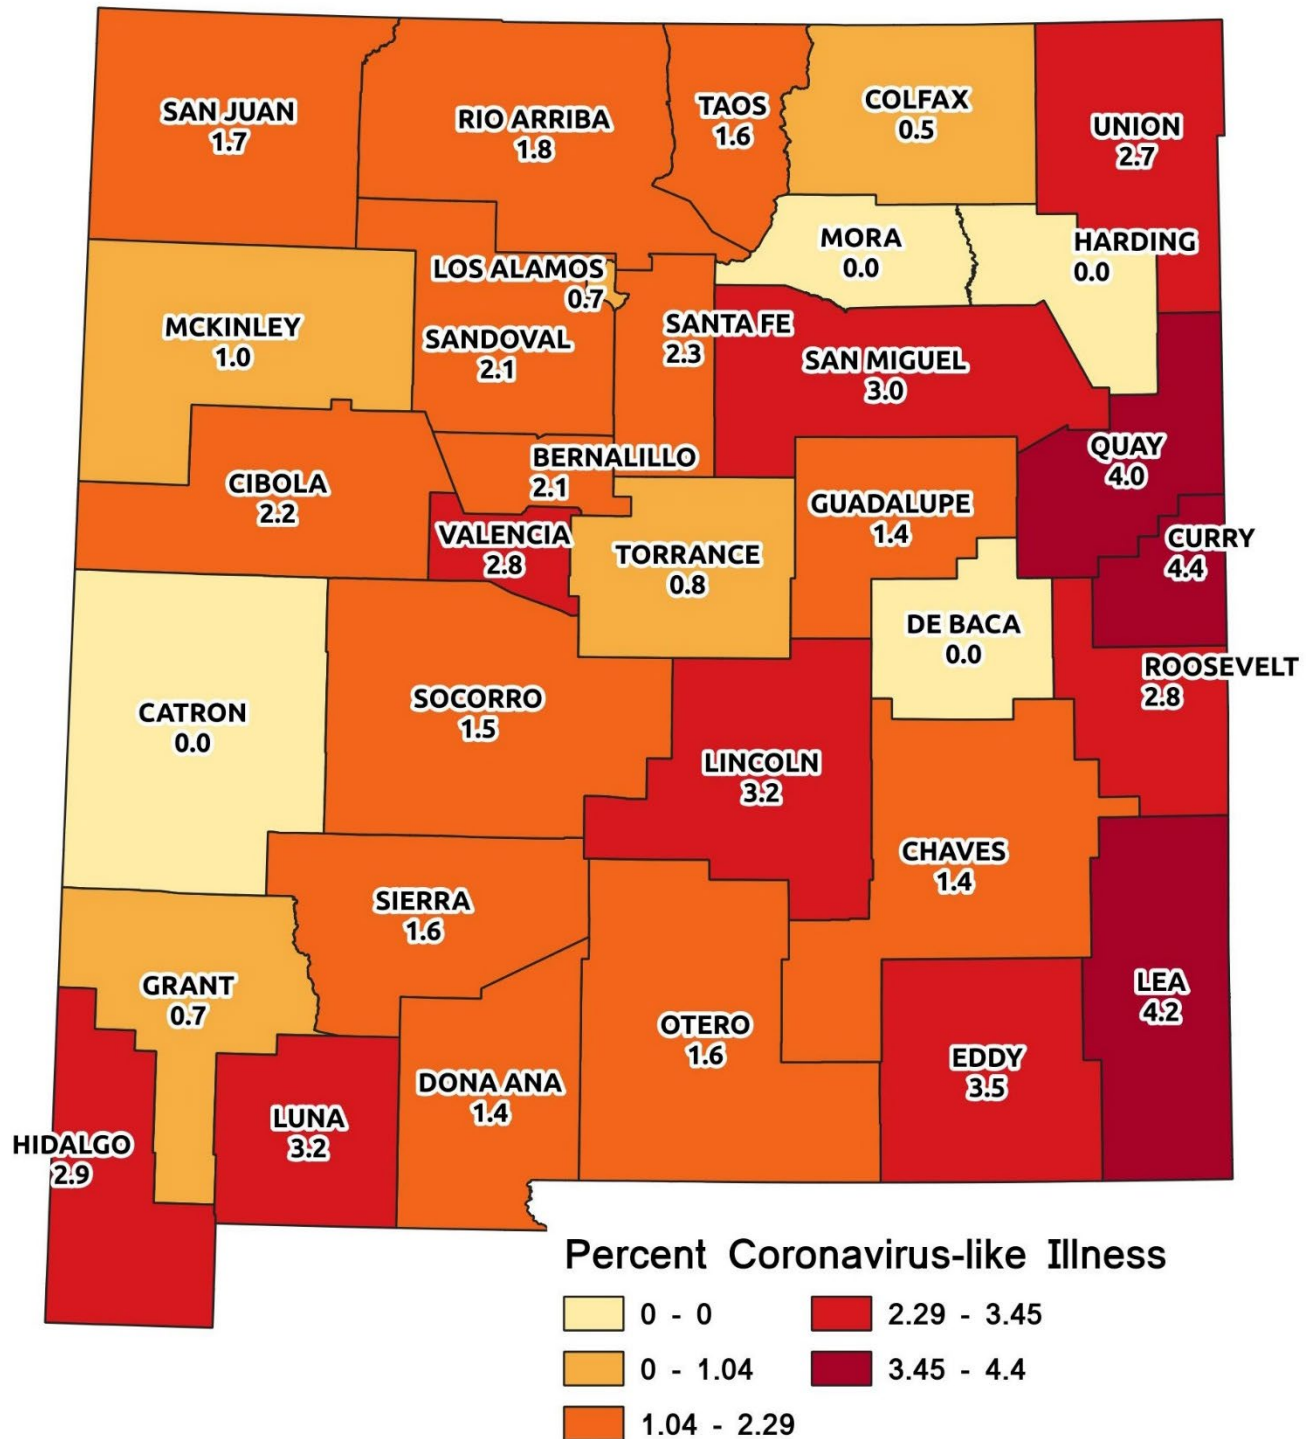 SAN JUAN
1.7
RIO ARRIBA
1.8
TAOS
1.6
COLFAX
0.5
UNION
2.7
MORA
0.0
HARDING
0.0
LOS ALAMOS
0.7
MCKINLEY
1.0
SANDOVAL
2.1
SANTA FE
2.3
SAN MIGUEL
3.0
QUAY
4.0
BERNALILLO
2.1
CIBOLA
2.2
GUADALUPE
1.4
VALENCIA
2.8
TORRANCE
0.8
CURRY
4.4
DE BACA
0.0
ROOSEVELT
2.8
CATRON
0.0
SOCORRO
1.5
LINCOLN
3.2
CHAVES
1.4
SIERRA
1.6
GRANT
0.7
LEA
4.2
OTERO
1.6
EDDY
3.5
DONA ANA
1.4
LUNA
3.2
HIDALGO
2.9
Percent Coronavirus-like Illness
0 - 0
0 - 1.04
1.04 - 2.29
2.29 - 3.45
3.45 - 4.4